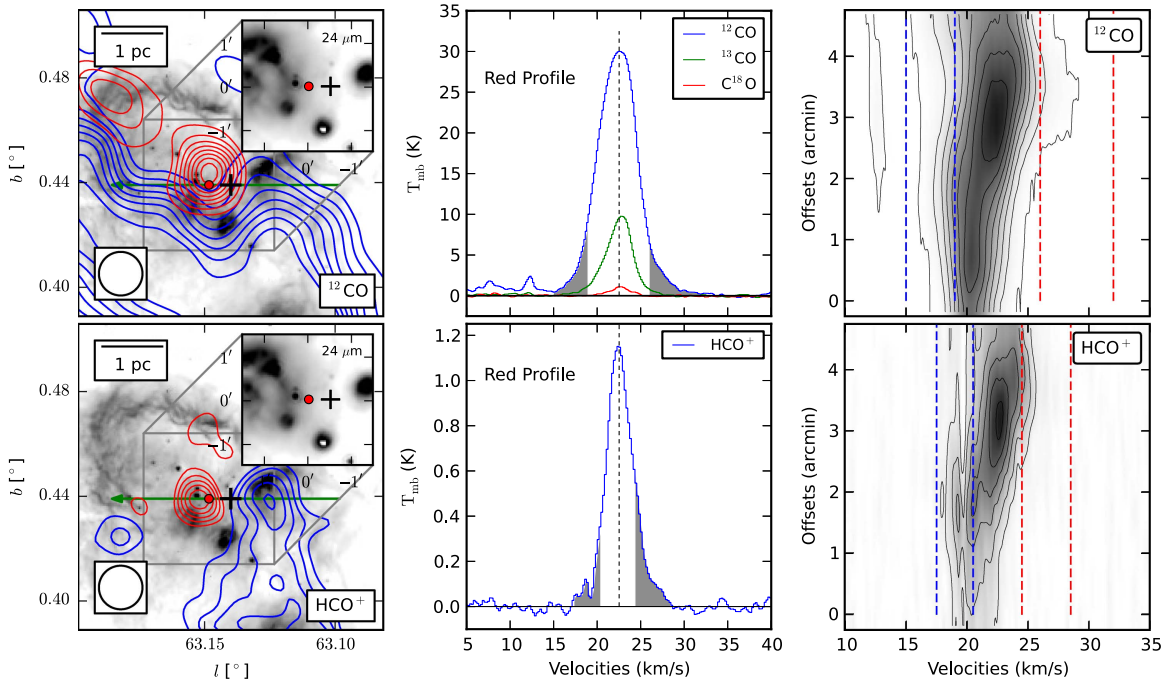 1 pc
24 μm
1′
0′
−1′
0′
−1′
0.48
0.44
0.40
b [°]
¹²CO
Red Profile
¹²CO
¹³CO
C¹⁸O
35
30
25
20
15
10
5
0
T_mb (K)
¹²CO
4
3
2
1
0
Offsets (arcmin)
1 pc
24 μm
1′
0′
−1′
0′
−1′
0.48
0.44
0.40
b [°]
HCO⁺
63.15
63.10
l [°]
Red Profile
HCO⁺
1.2
1.0
0.8
0.6
0.4
0.2
0.0
T_mb (K)
5 10 15 20 25 30 35 40
Velocities (km/s)
HCO⁺
4
3
2
1
0
Offsets (arcmin)
10 15 20 25 30 35
Velocities (km/s)